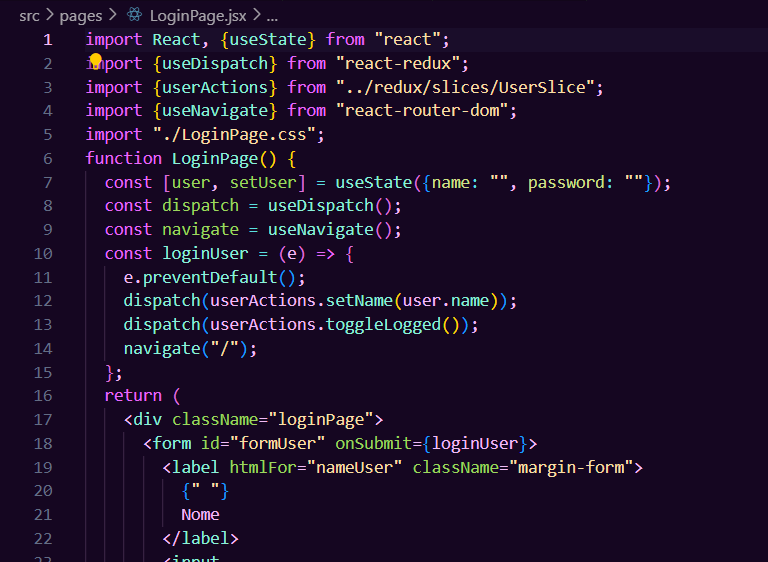 src > pages > LoginPage.jsx > ...
1 import React, {useState} from "react";
2 import {useDispatch} from "react-redux";
3 import {userActions} from "../redux/slices/UserSlice";
4 import {useNavigate} from "react-router-dom";
5 import "./LoginPage.css";
6 function LoginPage() {
7 const [user, setUser] = useState({name: "", password: ""});
8 const dispatch = useDispatch();
9 const navigate = useNavigate();
10 const loginUser = (e) => {
11 e.preventDefault();
12 dispatch(userActions.setName(user.name));
13 dispatch(userActions.toggleLogged());
14 navigate("/");
15 };
16 return (
17 <div className="loginPage">
18 <form id="formUser" onSubmit={loginUser}>
19 <label htmlFor="nameUser" className="margin-form">
20 {" "}
21 Nome
22 </label>
23 <input